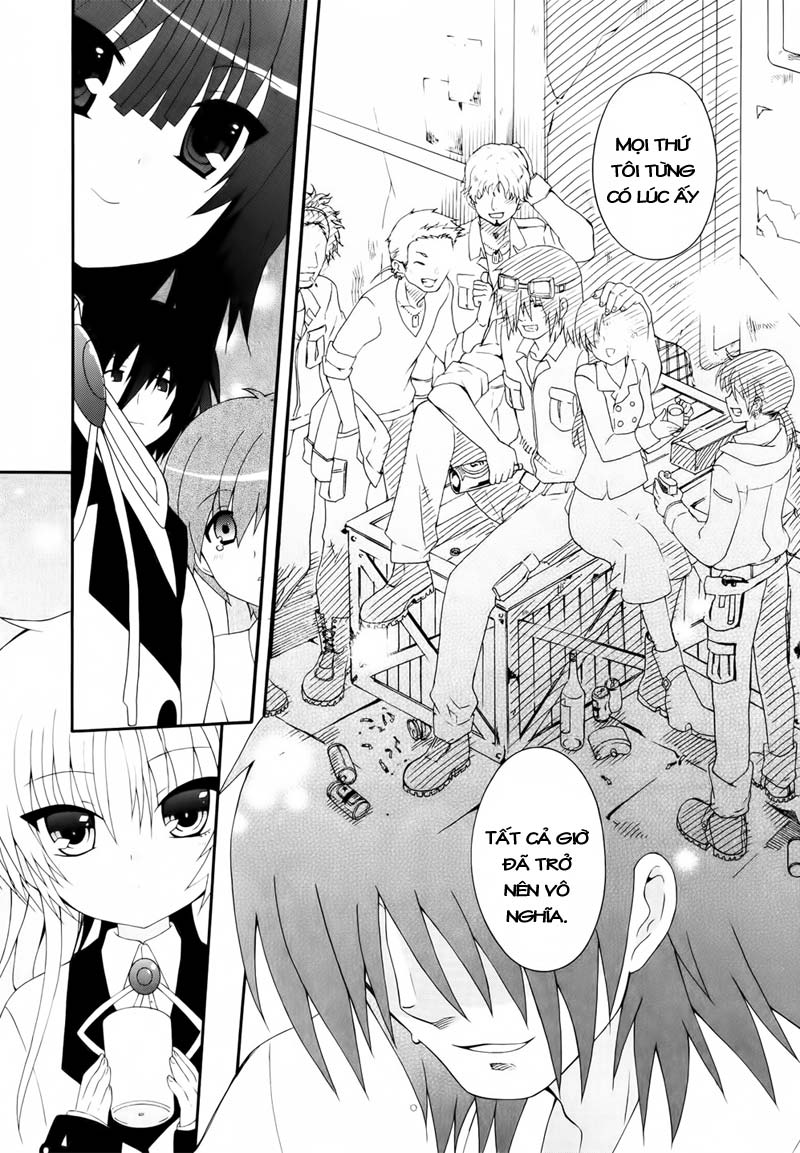 MỌI THỨ
TÔI TỪNG
CÓ LÚC ẤY
TẤT CẢ GIỜ
ĐÃ TRỞ
NÊN VÔ
NGHĨA.